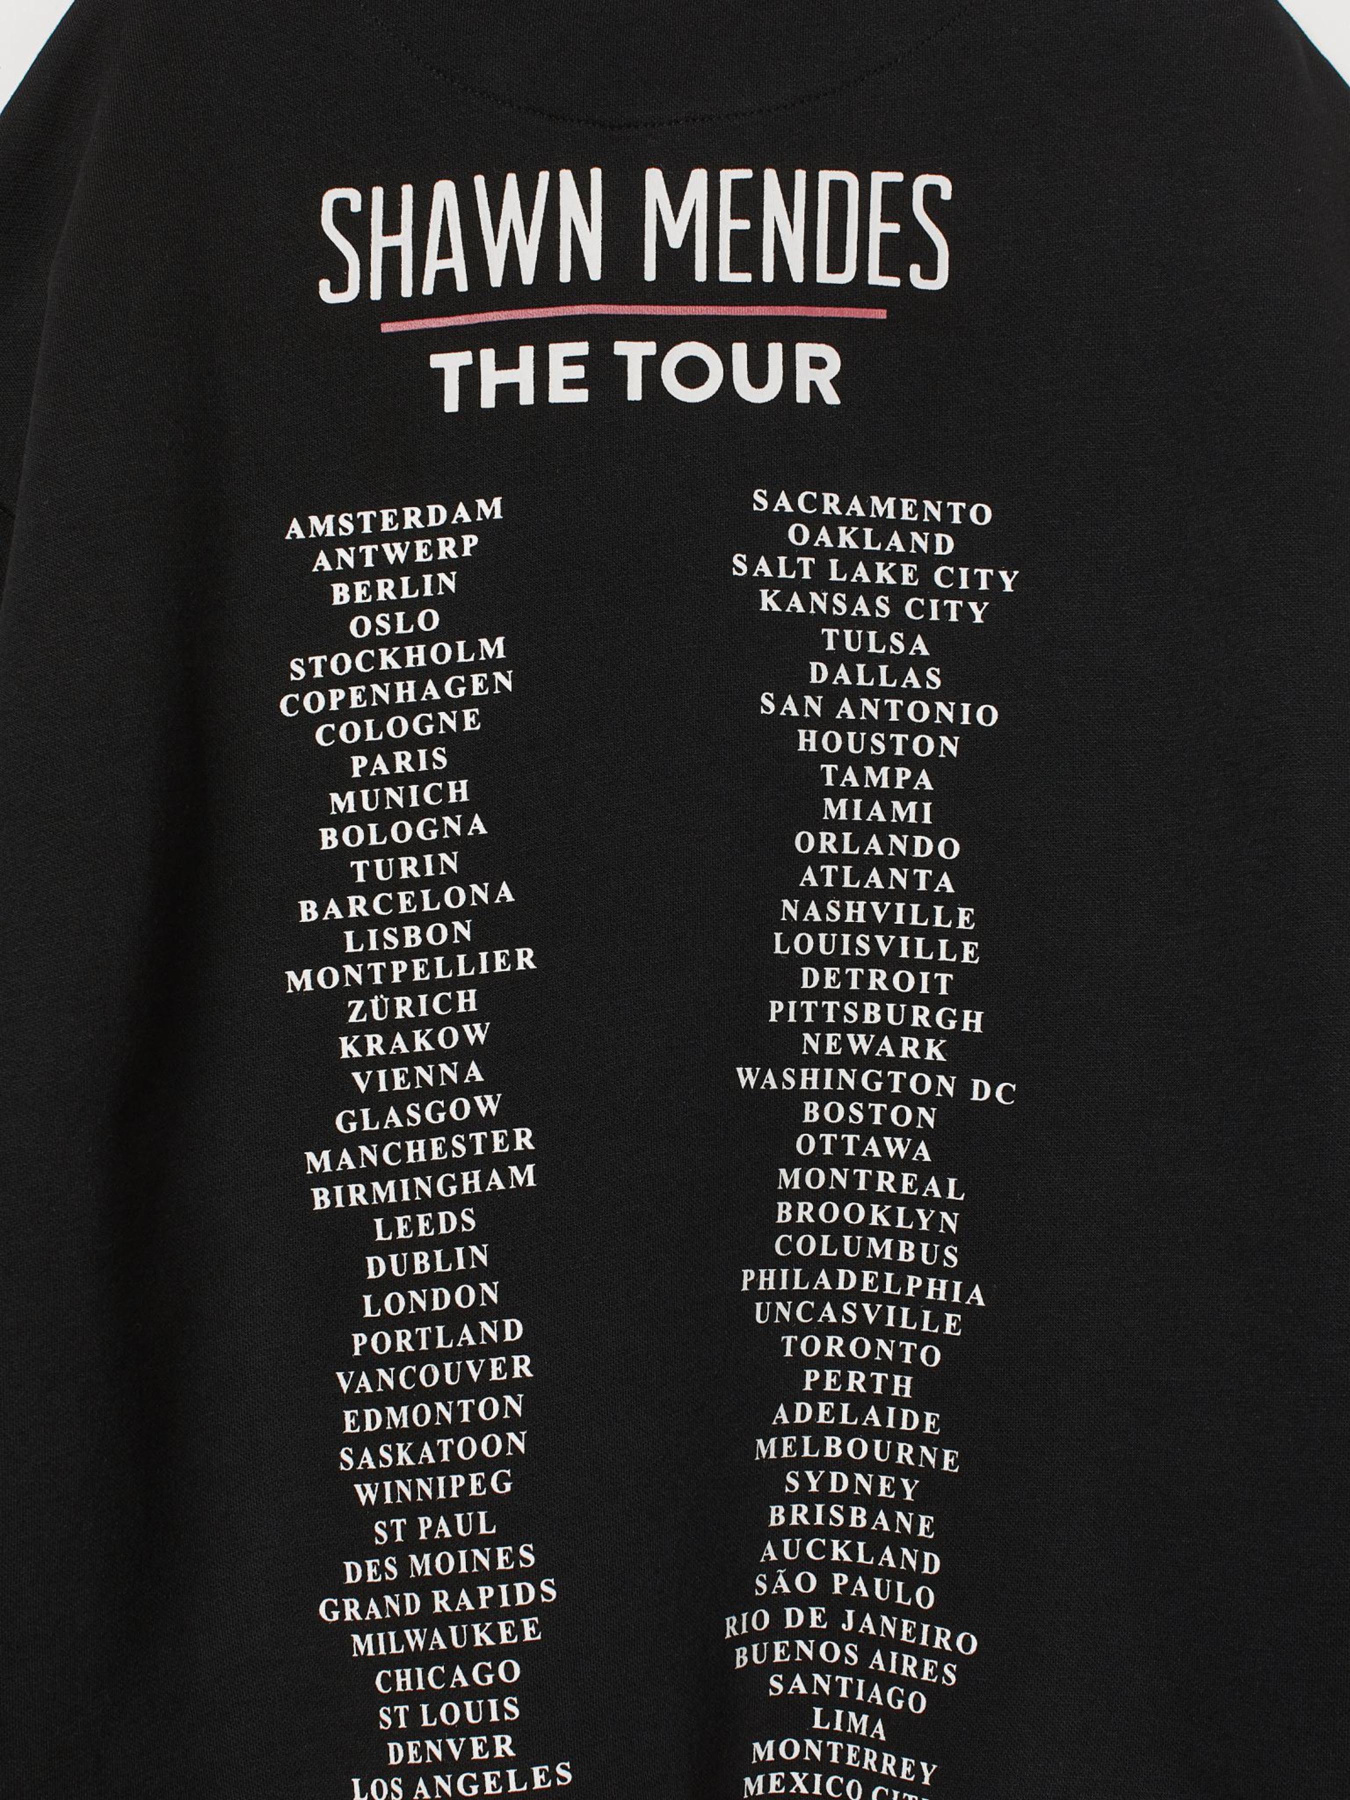 SHAWN MENDES
THE TOUR
AMSTERDAM
ANTWERP
BERLIN
OSLO
STOCKHOLM
COPENHAGEN
COLOGNE
PARIS
MUNICH
BOLOGNA
TURIN
BARCELONA
LISBON
MONTPELLIER
ZÜRICH
KRAKOW
VIENNA
GLASGOW
MANCHESTER
BIRMINGHAM
LEEDS
DUBLIN
LONDON
PORTLAND
VANCOUVER
EDMONTON
SASKATOON
WINNIPEG
ST PAUL
DES MOINES
GRAND RAPIDS
MILWAUKEE
CHICAGO
ST LOUIS
DENVER
LOS ANGELES
SACRAMENTO
OAKLAND
SALT LAKE CITY
KANSAS CITY
TULSA
DALLAS
SAN ANTONIO
HOUSTON
TAMPA
MIAMI
ORLANDO
ATLANTA
NASHVILLE
LOUISVILLE
DETROIT
PITTSBURGH
NEWARK
WASHINGTON DC
BOSTON
OTTAWA
MONTREAL
BROOKLYN
COLUMBUS
PHILADELPHIA
UNCASVILLE
TORONTO
PERTH
ADELAIDE
MELBOURNE
SYDNEY
BRISBANE
AUCKLAND
SÃO PAULO
RIO DE JANEIRO
BUENOS AIRES
SANTIAGO
LIMA
MONTERREY
MEXICO CITY